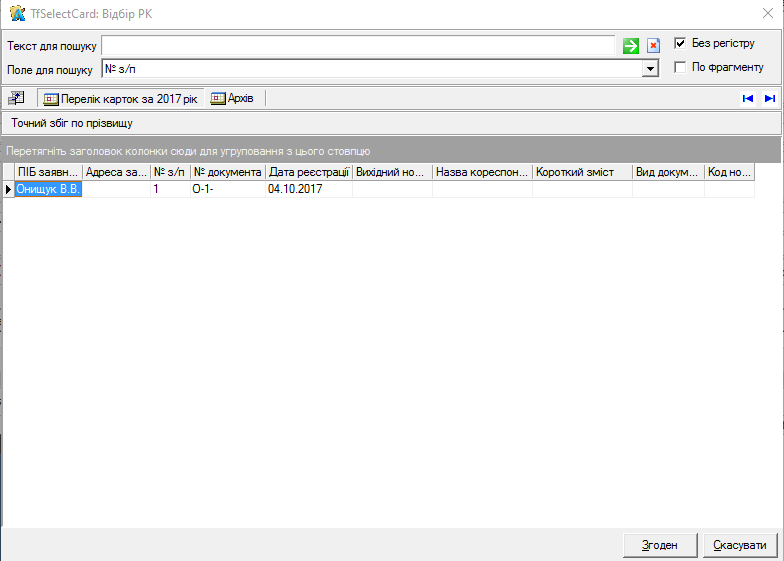 TfSelectCard: Відбір РК
Текст для пошуку
Без регістру
Поле для пошуку № з/п
По фрагменту
Перелік карток за 2017 рік Архів
Точний збіг по прізвищу
Перетягніть заголовок колонки сюди для угруповання з цього стовпцю
ПІБ заявн... Адреса за... № з/п № документа Дата реєстрації Вихідний но... Назва кореспон... Короткий зміст Вид докум... Код но...
Онищук В.В. 1 О-1- 04.10.2017
Згоден Скасувати